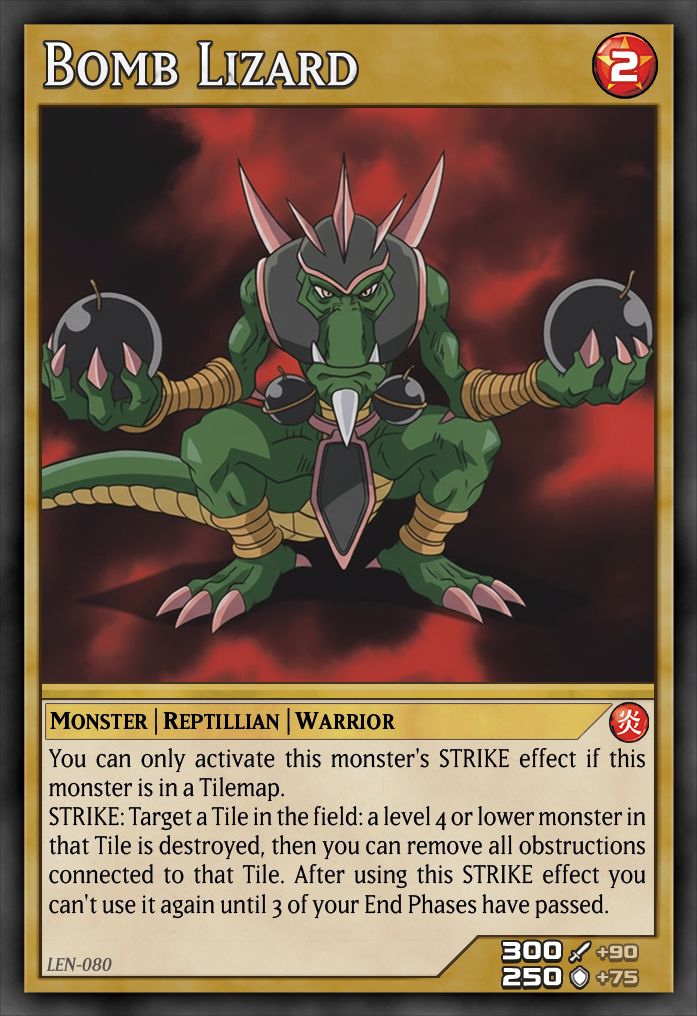 Bomb Lizard
2
Monster | Reptillian | Warrior
炎
You can only activate this monster's STRIKE effect if this
monster is in a Tilemap.
STRIKE: Target a Tile in the field: a level 4 or lower monster in
that Tile is destroyed, then you can remove all obstructions
connected to that Tile. After using this STRIKE effect you
can't use it again until 3 of your End Phases have passed.
LEN-080
300 +90
250 +75